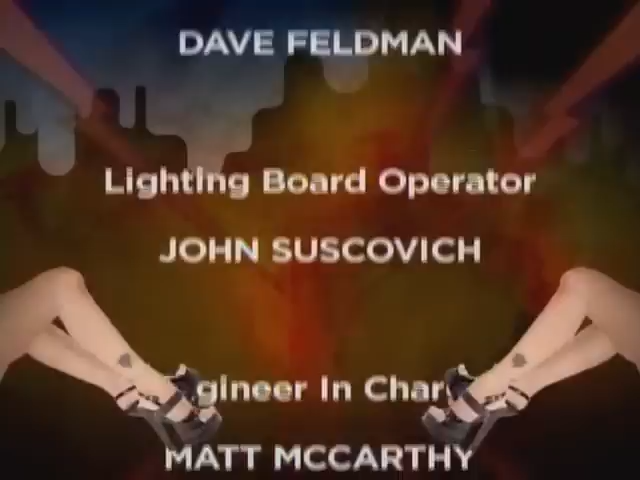 DAVE FELDMAN
Lighting Board Operator
JOHN SUSCOVICH
gineer In Char
MATT MCCARTHY